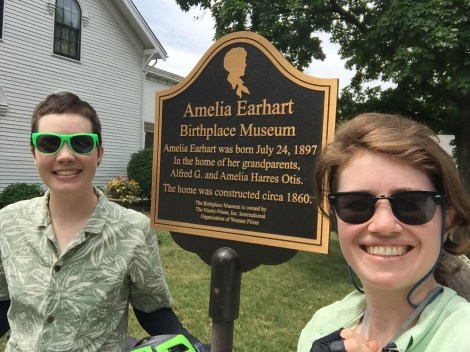 Amelia Earhart
Birthplace Museum
Amelia Earhart was born July 24, 1897
In the home of her grandparents,
Alfred G. and Amelia Harres Otis.
The home was constructed circa 1860.
The Birthplace Museum is owned by
The Ninety-Nines, Inc. International
Organization of Women Pilots